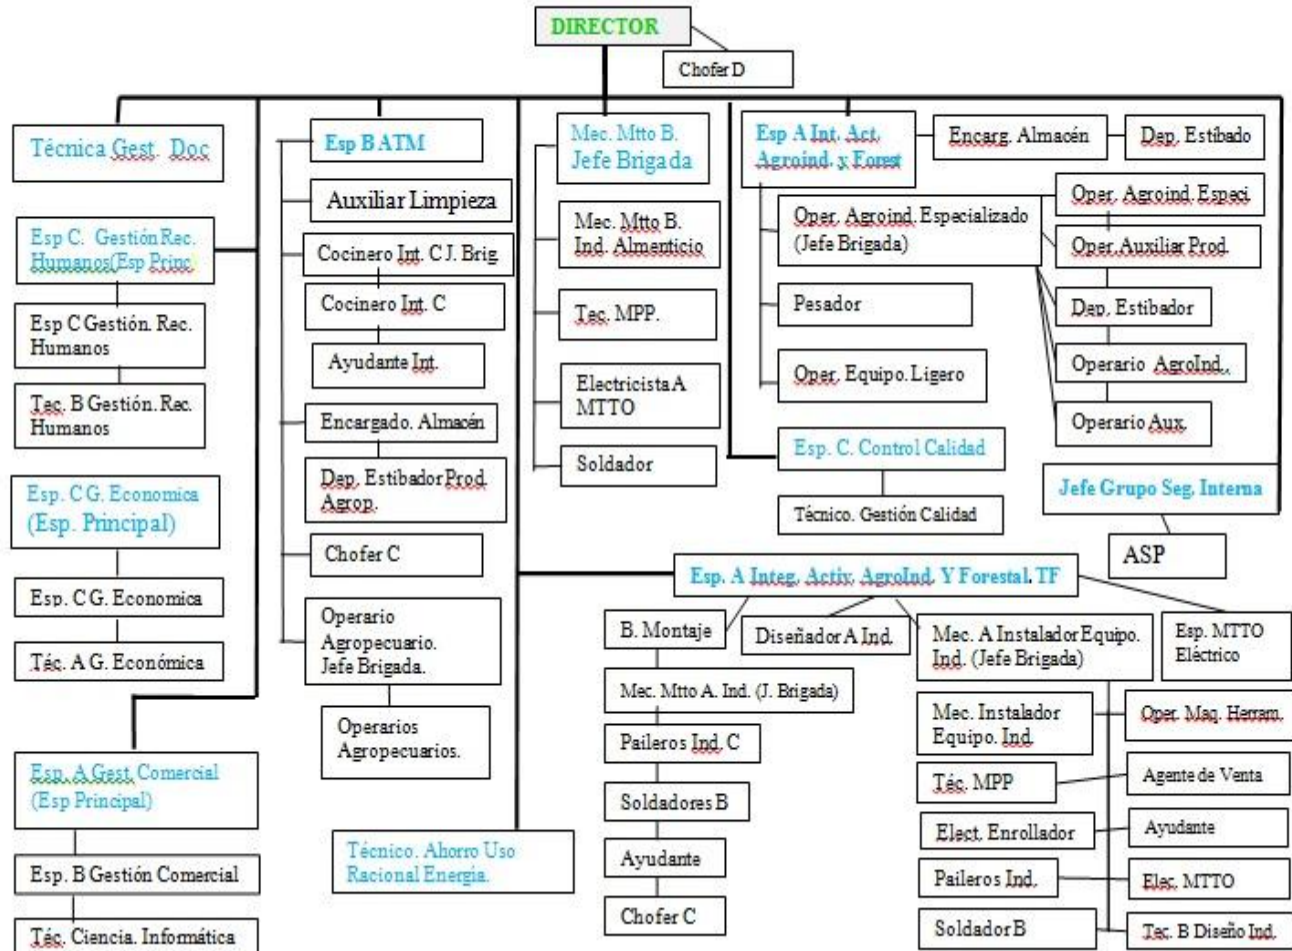 DIRECTOR
Chofer D
Técnica Gest. Doc
Esp C. Gestión Rec.
Humanos(Esp Princ.
Esp C Gestión. Rec.
Humanos
Tec. B Gestión. Rec.
Humanos
Esp. C G. Economica
(Esp. Principal)
Esp. C G. Economica
Téc. A G. Económica
Esp. A Gest. Comercial
(Esp Principal)
Esp. B Gestión Comercial
Téc. Ciencia. Informática
Esp B ATM
Auxiliar Limpieza
Cocinero Int. C J. Brig
Cocinero Int. C
Ayudante Int.
Encargado. Almacén
Dep. Estibador Prod.
Agrop.
Chofer C
Operario
Agropecuario.
Jefe Brigada.
Operarios
Agropecuarios.
Técnico. Ahorro Uso
Racional Energía.
Mec. Mtto B.
Jefe Brigada
Mec. Mtto B.
Ind. Almenticio
Tec. MPP.
Electricista A
MTTO
Soldador
Esp A Int. Act.
Agroind. y Forest
Encarg. Almacén
Dep. Estibado
Oper. Agroind. Especializado
(Jefe Brigada)
Pesador
Oper. Equipo. Ligero
Oper. Agroind. Especi
Oper. Auxiliar Prod.
Dep. Estibador
Operario AgroInd.,
Operario Aux.
Esp. C. Control Calidad
Técnico. Gestión Calidad
Jefe Grupo Seg. Interna
ASP
Esp. A Integ. Activ. AgroInd. Y Forestal. TF
B. Montaje
Mec. Mtto A. Ind. (J. Brigada)
Paileros Ind. C
Soldadores B
Ayudante
Chofer C
Diseñador A Ind.
Mec. A Instalador Equipo.
Ind. (Jefe Brigada)
Esp. MTTO
Eléctrico
Mec. Instalador
Equipo. Ind.
Oper. Maq. Herram.
Téc. MPP
Agente de Venta
Elect. Enrollador
Ayudante
Paileros Ind.
Elec. MTTO
Soldador B
Tec. B Diseño Ind.